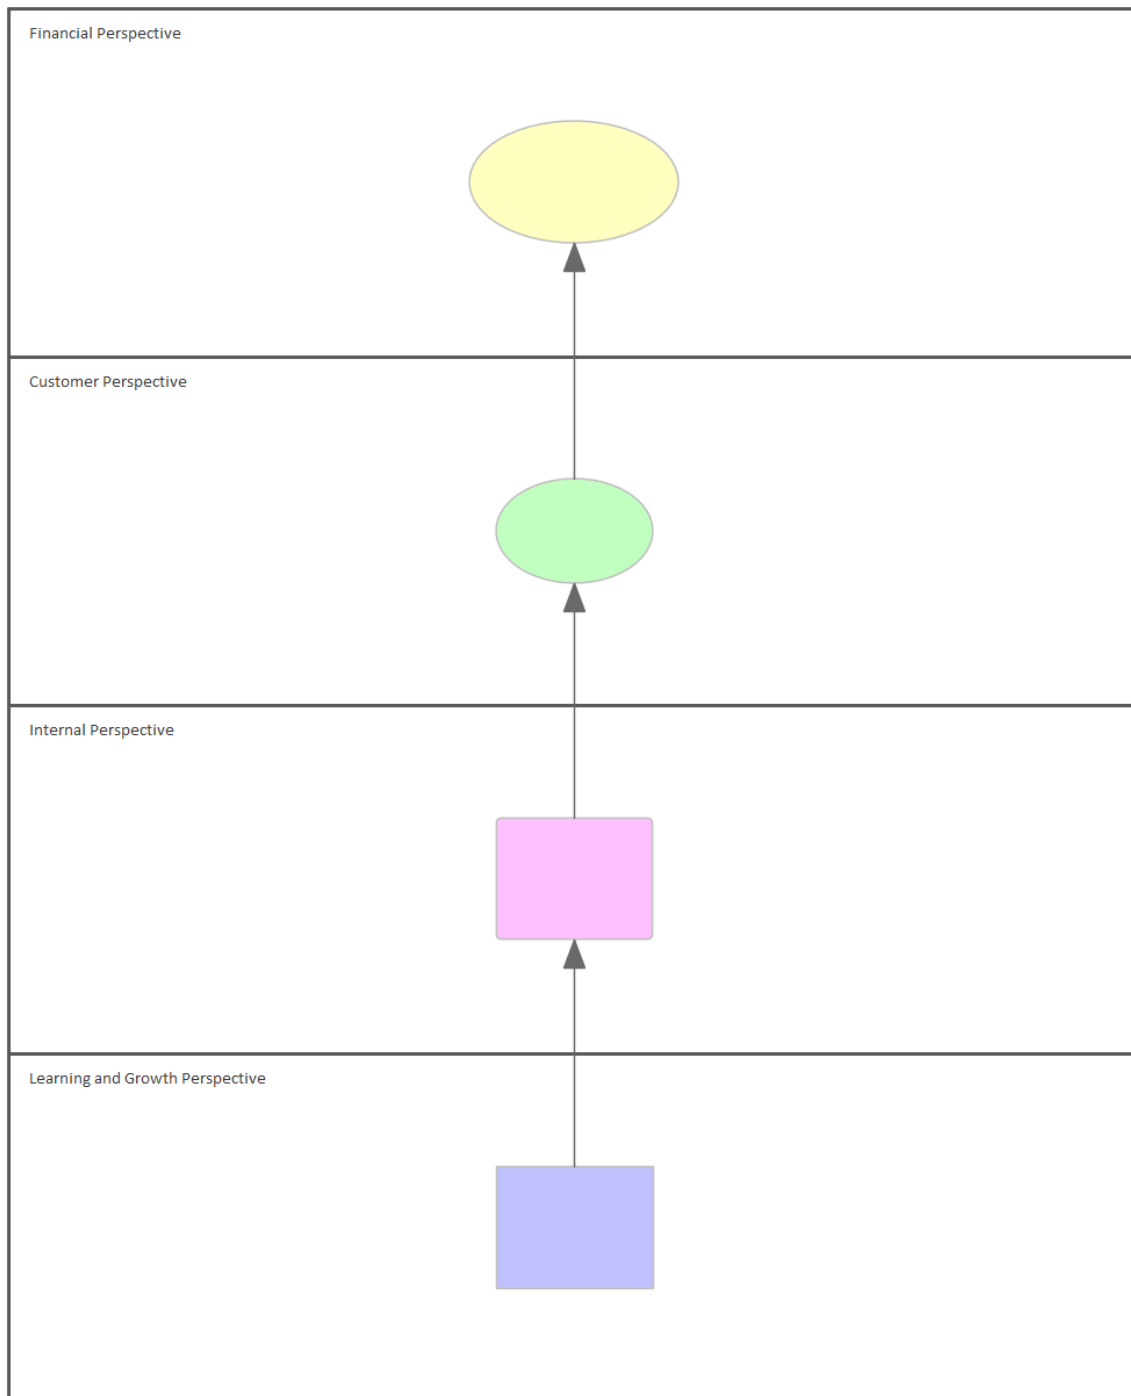 Financial Perspective
Customer Perspective
Internal Perspective
Learning and Growth Perspective